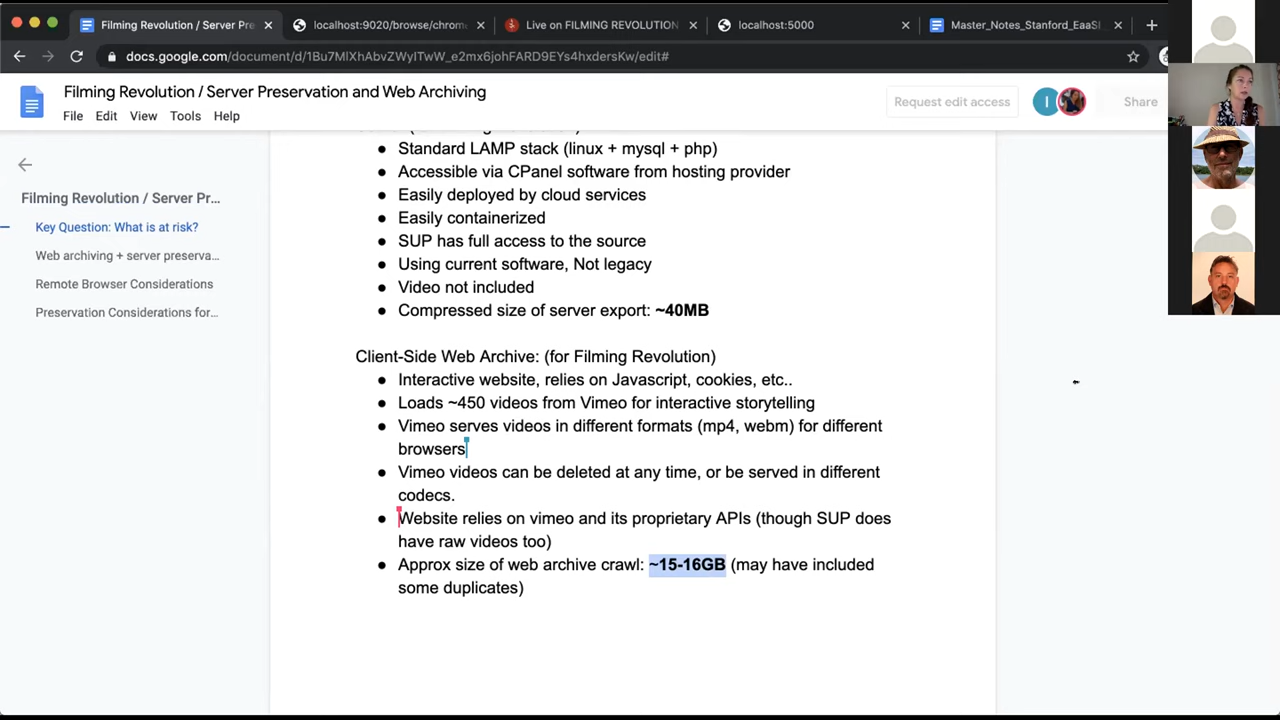 Filming Revolution / Server Pr
localhost:9020/browse/chrom
Live on FILMING REVOLUTION
localhost:5000
Master_Notes_Stanford_EaaSI
docs.google.com/document/d/1Bu7MlXhAbvZWyITwW_e2mx6johFARD9EYs4hxdersKw/edit#
Filming Revolution / Server Preservation and Web Archiving
File Edit View Tools Help
Request edit access
I
Share
Filming Revolution / Server Pr...
Key Question: What is at risk?
Web archiving + server preserva...
Remote Browser Considerations
Preservation Considerations for...
● Standard LAMP stack (linux + mysql + php)
● Accessible via CPanel software from hosting provider
● Easily deployed by cloud services
● Easily containerized
● SUP has full access to the source
● Using current software, Not legacy
● Video not included
● Compressed size of server export: ~40MB
Client-Side Web Archive: (for Filming Revolution)
● Interactive website, relies on Javascript, cookies, etc..
● Loads ~450 videos from Vimeo for interactive storytelling
● Vimeo serves videos in different formats (mp4, webm) for different
browsers
● Vimeo videos can be deleted at any time, or be served in different
codecs.
● Website relies on vimeo and its proprietary APIs (though SUP does
have raw videos too)
● Approx size of web archive crawl: ~15-16GB (may have included
some duplicates)